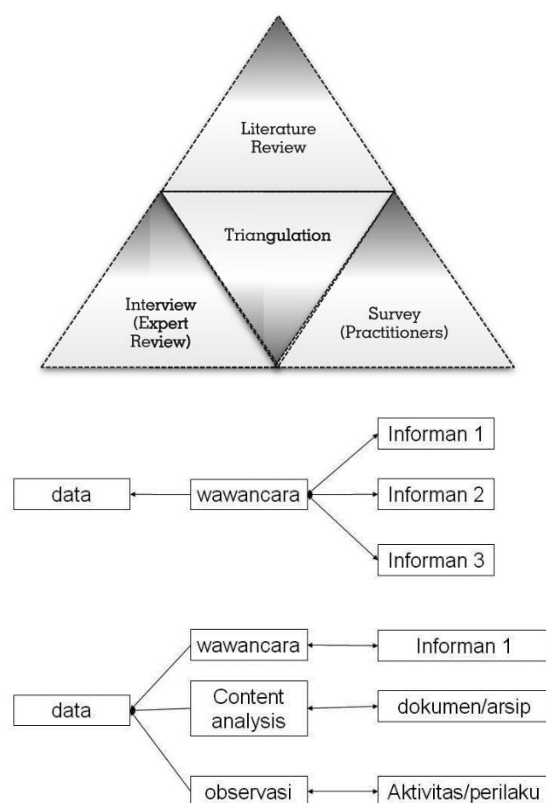 Literature
Review
Triangulation
Interview
(Expert
Review)
Survey
(Practitioners)
Informan 1
data
wawancara
Informan 2
Informan 3
wawancara
Informan 1
data
Content
analysis
dokumen/arsip
observasi
Aktivitas/perilaku